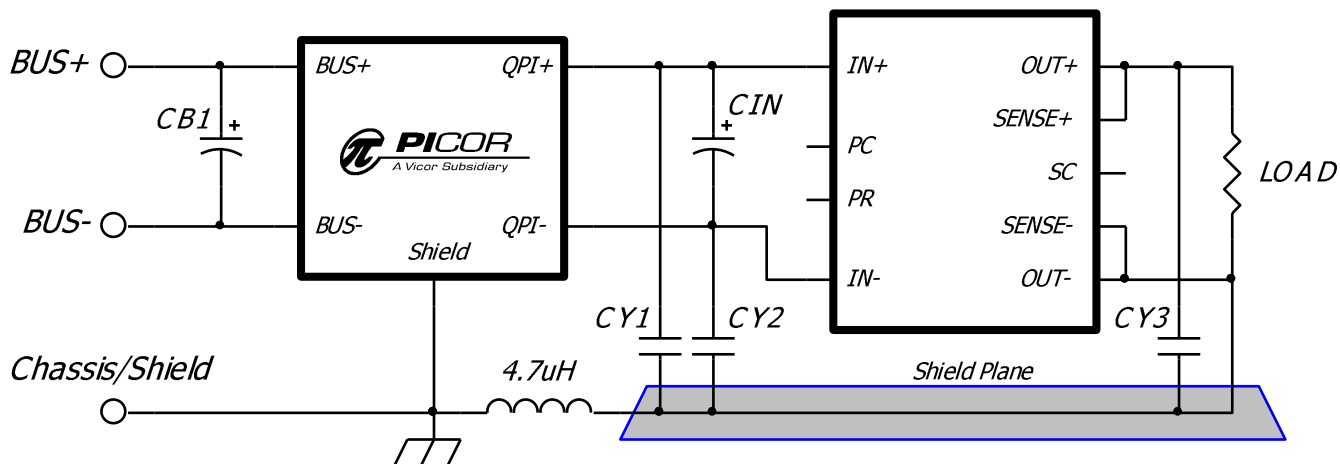 BUS+
CB1
+
BUS-
BUS+
QPI+
PICOR
A Vicor Subsidiary
BUS-
QPI-
Shield
CIN
+
IN+
OUT+
SENSE+
PC
SC
PR
SENSE-
IN-
OUT-
LOAD
CY1
CY2
CY3
Chassis/Shield
4.7uH
Shield Plane